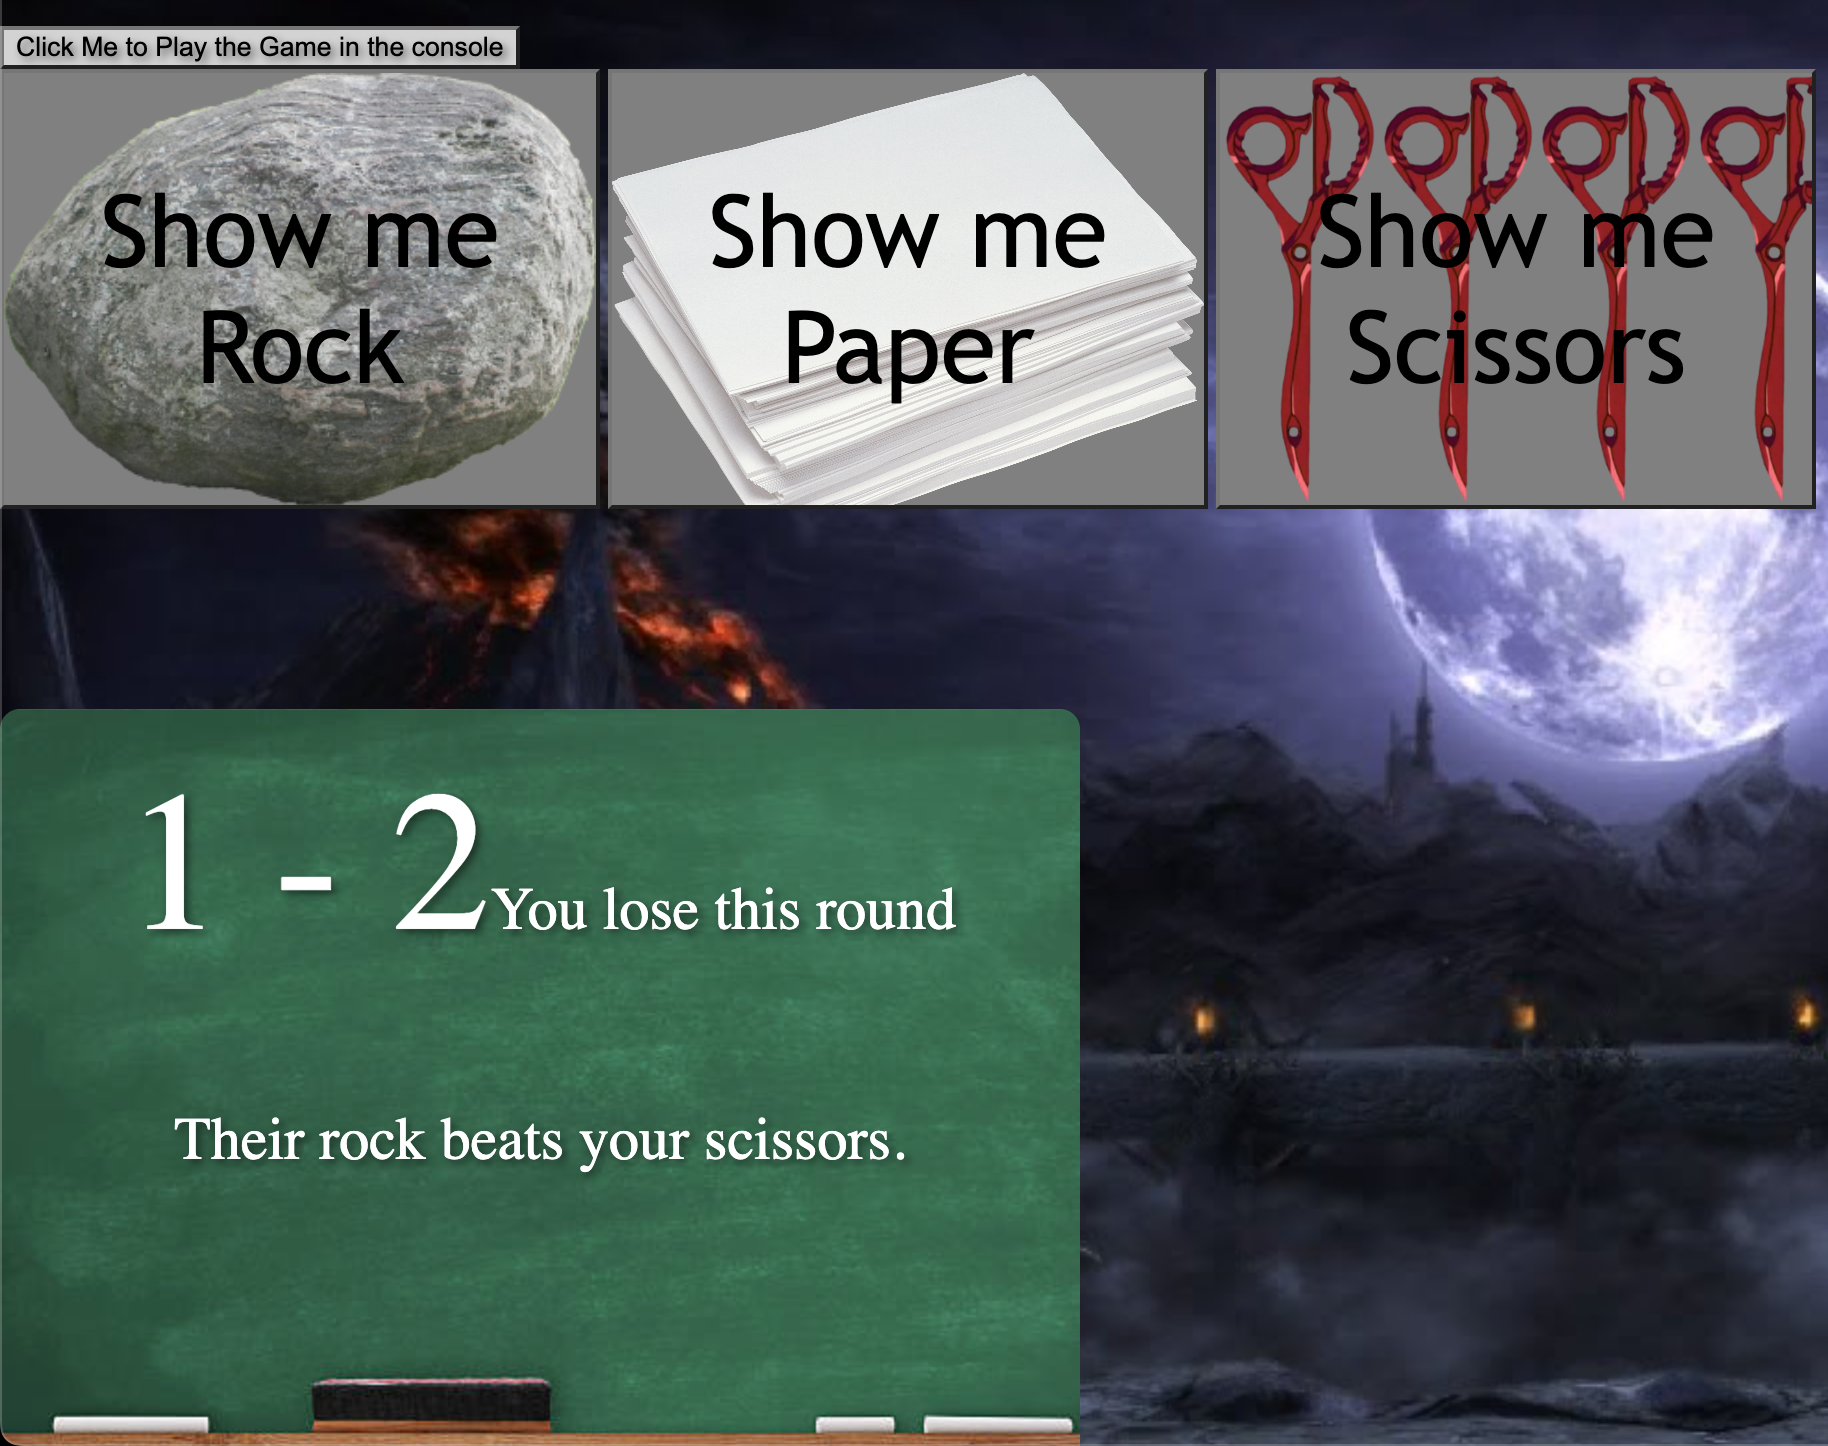 Click Me to Play the Game in the console
Show me
Rock
Show me
Paper
Show me
Scissors
1 - 2You lose this round
Their rock beats your scissors.